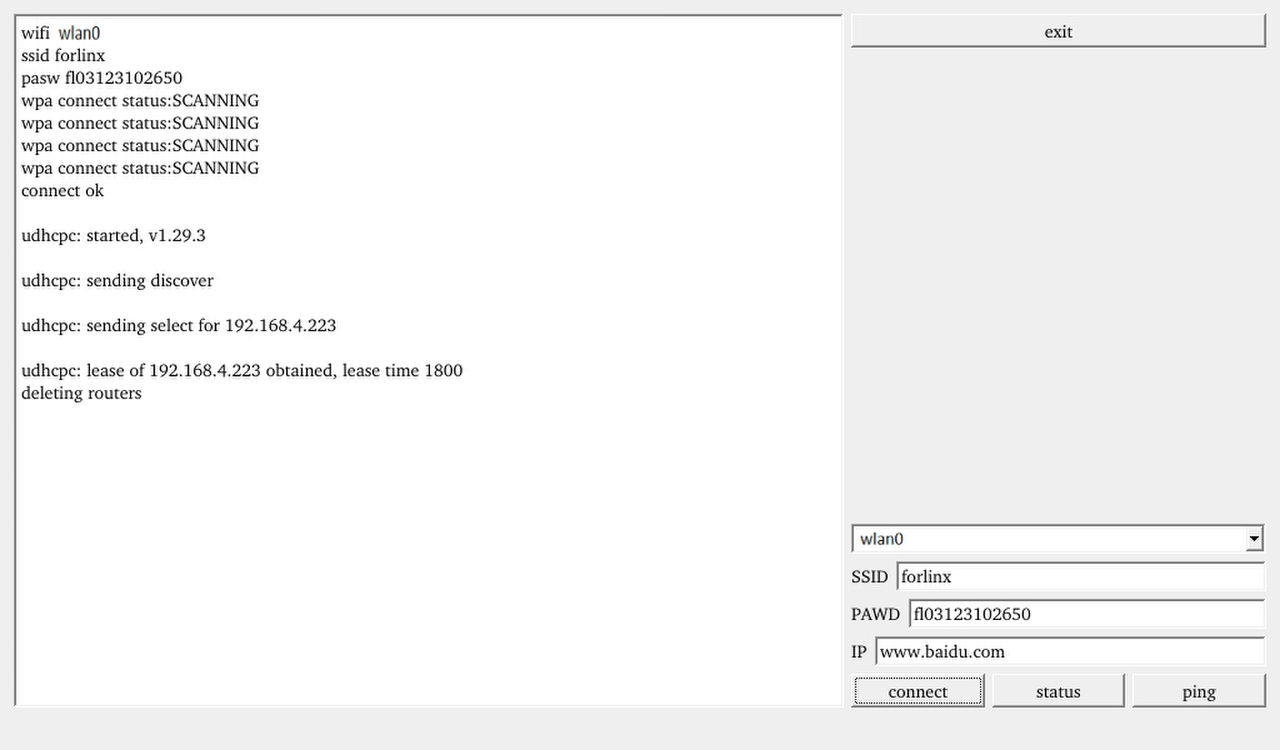 wifi  wlan0
ssid forlinx
pasw fl03123102650
wpa connect status:SCANNING
wpa connect status:SCANNING
wpa connect status:SCANNING
wpa connect status:SCANNING
connect ok
udhcpc: started, v1.29.3
udhcpc: sending discover
udhcpc: sending select for 192.168.4.223
udhcpc: lease of 192.168.4.223 obtained, lease time 1800
deleting routers
exit
wlan0
SSID forlinx
PAWD fl03123102650
IP www.baidu.com
connect status ping